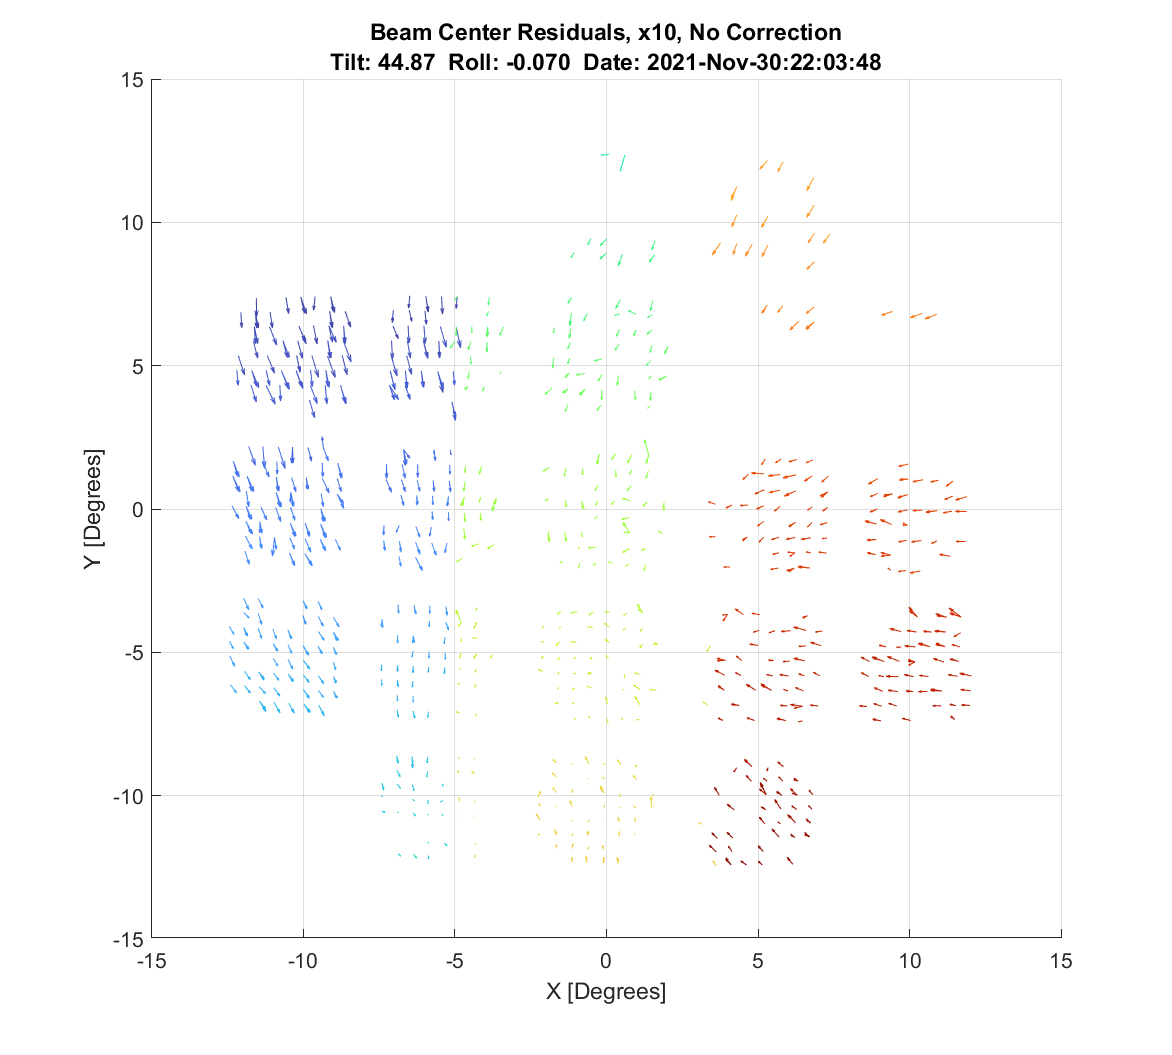 Beam Center Residuals, x10, No Correction
Tilt: 44.87 Roll: -0.070 Date: 2021-Nov-30:22:03:48
15
10
5
0
-5
-10
-15
Y [Degrees]
-15 -10 -5 0 5 10 15
X [Degrees]